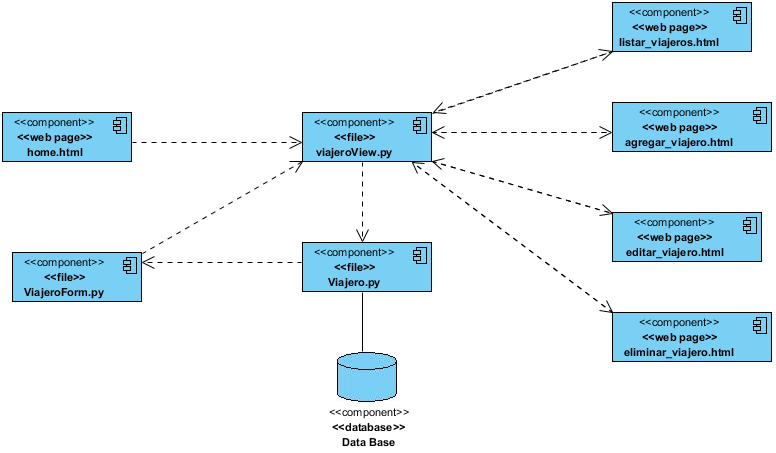 <<component>>
<<web page>>
listar_viajeros.html
<<component>>
<<web page>>
home.html
<<component>>
<<file>>
viajeroView.py
<<component>>
<<web page>>
agregar_viajero.html
<<component>>
<<web page>>
editar_viajero.html
<<component>>
<<file>>
ViajeroForm.py
<<component>>
<<file>>
Viajero.py
<<component>>
<<web page>>
eliminar_viajero.html
<<component>>
<<database>>
Data Base